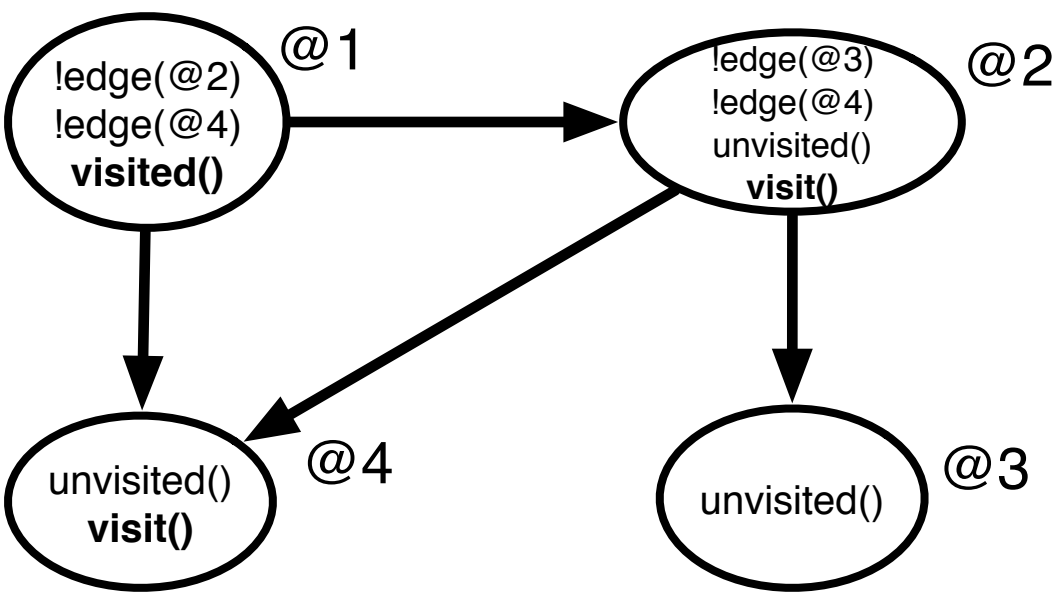 !edge(@2)
!edge(@4)
visited()
@1
!edge(@3)
!edge(@4)
unvisited()
visit()
@2
unvisited()
visit()
@4
unvisited()
@3